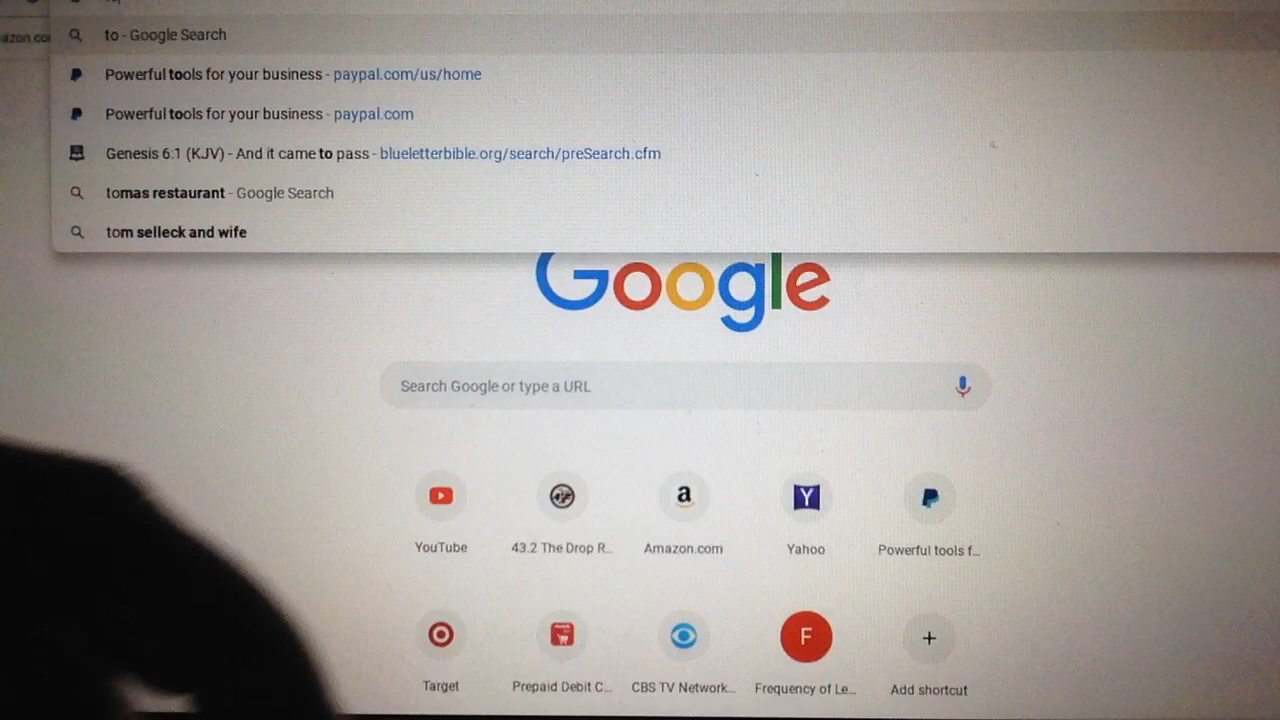 azon.co
to - Google Search
Powerful tools for your business - paypal.com/us/home
Powerful tools for your business - paypal.com
Genesis 6:1 (KJV) - And it came to pass - blueletterbible.org/search/preSearch.cfm
tomas restaurant - Google Search
tom selleck and wife
Google
Search Google or type a URL
a
Y
YouTube
43.2 The Drop R...
Amazon.com
Yahoo
Powerful tools f...
F
+
Target
Prepaid Debit C...
CBS TV Network...
Frequency of Le...
Add shortcut